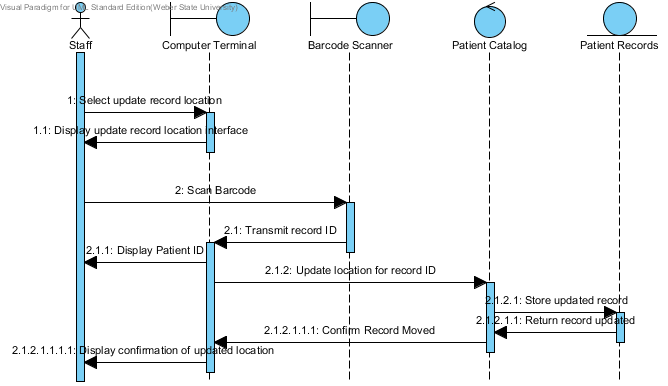 Visual Paradigm for UML Standard Edition(Weber State University)
Staff
Computer Terminal
Barcode Scanner
Patient Catalog
Patient Records
1: Select update record location
1.1: Display update record location interface
2: Scan Barcode
2.1: Transmit record ID
2.1.1: Display Patient ID
2.1.2: Update location for record ID
2.1.2.1: Store updated record
2.1.2.1.1: Return record updated
2.1.2.1.1.1: Confirm Record Moved
2.1.2.1.1.1.1: Display confirmation of updated location